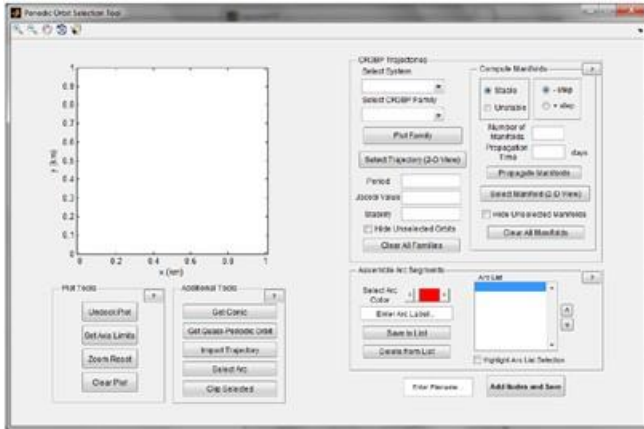 Periodic Orbit Selection Tool
CR3BP Trajectories
Select System
Select CR3BP Family
Plot Family
Select Trajectory (2-D View)
Period
Jacobi Value
Stability
Hide Unselected Orbits
Clear All Families
Compute Manifolds
?
Stable
Unstable
- step
+ step
Number of
Manifolds
Propagation
Time
days
Propagate Manifolds
Select Manifold (2-D View)
Hide Unselected Manifolds
Clear All Manifolds
1
0.9
0.8
0.7
0.6
0.5
0.4
0.3
0.2
0.1
0
y (km)
0 0.2 0.4 0.6 0.8 1
x (km)
Plot Tools
?
Undock Plot
Set Axis Limits
Zoom Reset
Clear Plot
Additional Tools
?
Get Conic
Get Quasi-Periodic Orbit
Import Trajectory
Select Arc
Clip Selected
Assemble Arc Segments
?
Select Arc
Color
Enter Arc Label...
Save to List
Delete from List
Arc List
Highlight Arc List Selection
Enter Filename...
Add Nodes and Save